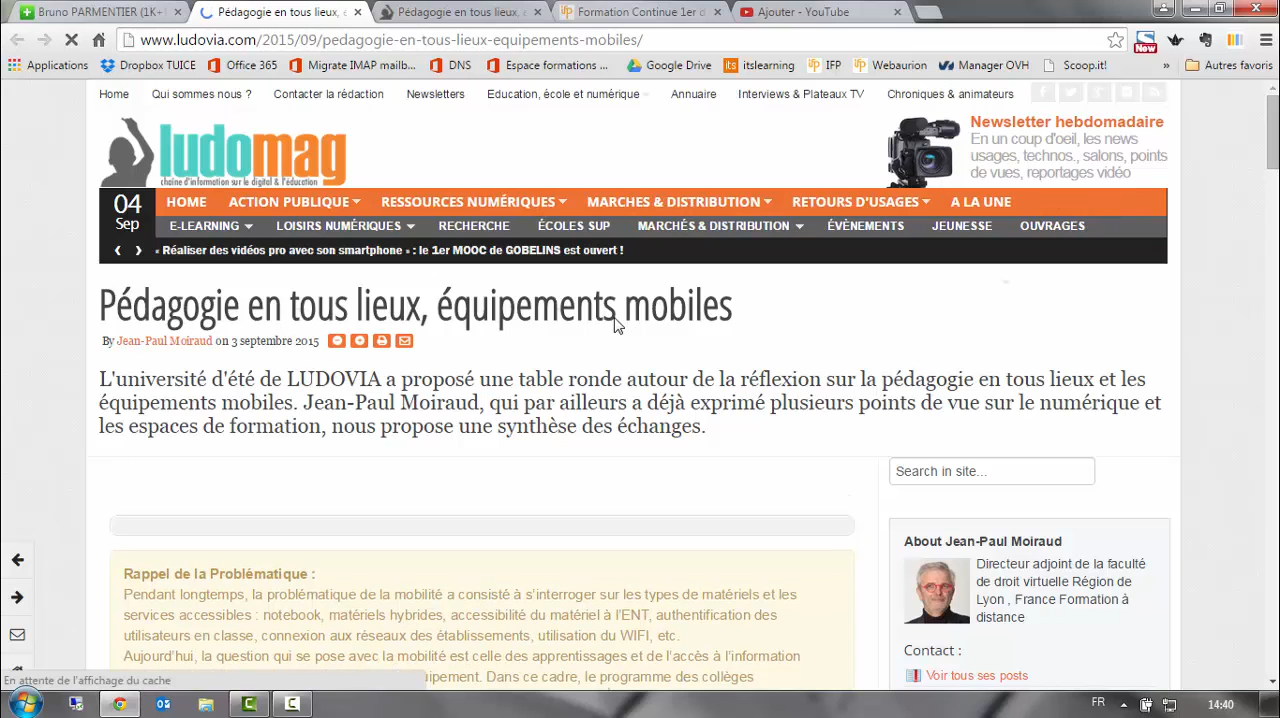 Bruno PARMENTIER (1K+
Pédagogie en tous lieux, é
Pédagogie en tous lieux, e
Formation Continue 1er d
Ajouter - YouTube
www.ludovia.com/2015/09/pedagogie-en-tous-lieux-equipements-mobiles/
New
Applications
Dropbox TUICE
Office 365
Migrate IMAP mailb...
DNS
Espace formations ...
Google Drive
its
itslearning
ifp
IFP
ifp
Webaurion
Manager OVH
Scoop.it!
»
Autres favoris
Home
Qui sommes nous ?
Contacter la rédaction
Newsletters
Education, école et numérique
Annuaire
Interviews & Plateaux TV
Chroniques & animateurs
ludomag
chaîne d'information sur le digital & l'éducation
Newsletter hebdomadaire
En un coup d'oeil, les news
usages, technos., salons, points
de vues, reportages vidéo
04
Sep
HOME
ACTION PUBLIQUE
RESSOURCES NUMÉRIQUES
MARCHES & DISTRIBUTION
RETOURS D'USAGES
A LA UNE
E-LEARNING
LOISIRS NUMÉRIQUES
RECHERCHE
ÉCOLES SUP
MARCHÉS & DISTRIBUTION
ÉVÈNEMENTS
JEUNESSE
OUVRAGES
« Réaliser des vidéos pro avec son smartphone » : le 1er MOOC de GOBELINS est ouvert !
Pédagogie en tous lieux, équipements mobiles
By Jean-Paul Moiraud on 3 septembre 2015
L'université d'été de LUDOVIA a proposé une table ronde autour de la réflexion sur la pédagogie en tous lieux et les
équipements mobiles. Jean-Paul Moiraud, qui par ailleurs a déjà exprimé plusieurs points de vue sur le numérique et
les espaces de formation, nous propose une synthèse des échanges.
Search in site...
Rappel de la Problématique :
Pendant longtemps, la problématique de la mobilité a consisté à s'interroger sur les types de matériels et les
services accessibles : notebook, matériels hybrides, accessibilité du matériel à l'ENT, authentification des
utilisateurs en classe, connexion aux réseaux des établissements, utilisation du WIFI, etc.
Aujourd'hui, la question qui se pose avec la mobilité est celle des apprentissages et de l'accès à l'information
quipement. Dans ce cadre, le programme des collèges
About Jean-Paul Moiraud
Directeur adjoint de la faculté
de droit virtuelle Région de
Lyon , France Formation à
distance
Contact :
Voir tous ses posts
En attente de l'affichage du cache
FR
14:40